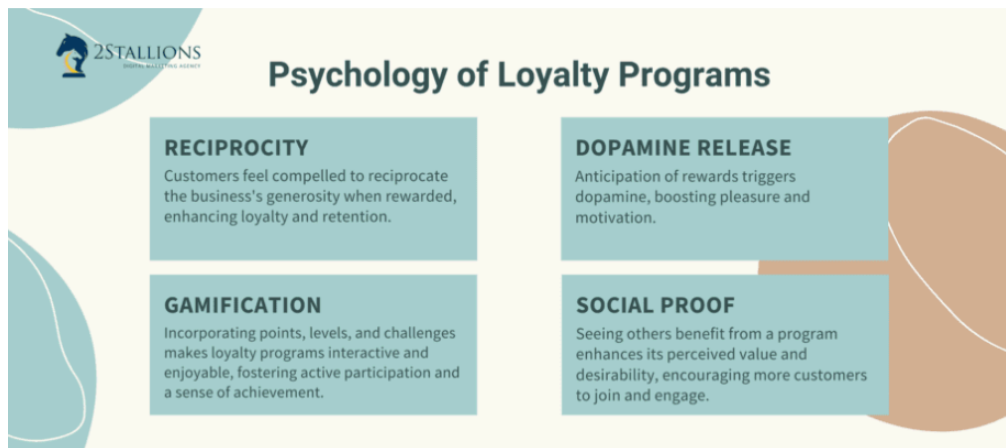 2STALLIONS
DIGITAL MARKETING AGENCY
Psychology of Loyalty Programs
RECIPROCITY
Customers feel compelled to reciprocate
the business's generosity when rewarded,
enhancing loyalty and retention.
DOPAMINE RELEASE
Anticipation of rewards triggers
dopamine, boosting pleasure and
motivation.
GAMIFICATION
Incorporating points, levels, and challenges
makes loyalty programs interactive and
enjoyable, fostering active participation and
a sense of achievement.
SOCIAL PROOF
Seeing others benefit from a program
enhances its perceived value and
desirability, encouraging more customers
to join and engage.